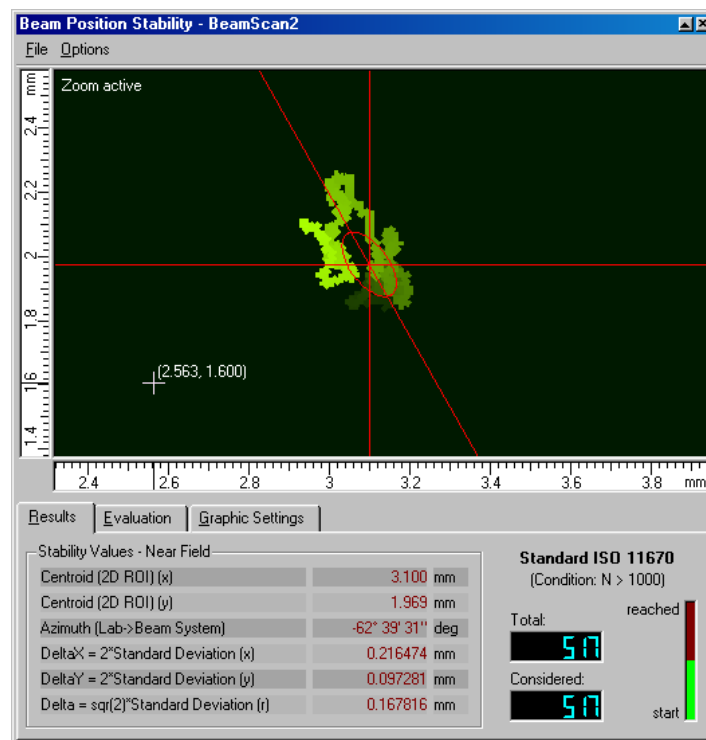 Beam Position Stability - BeamScan2
File Options
mm
Zoom active
2.4
2.2
2
1.8
1.6
1.4
(2.563, 1.600)
2.4 2.6 2.8 3 3.2 3.4 3.6 3.8 mm
Results Evaluation Graphic Settings
Stability Values - Near Field
Centroid (2D ROI) (x) 3.100 mm
Centroid (2D ROI) (y) 1.969 mm
Azimuth (Lab->Beam System) -62° 39' 31" deg
DeltaX = 2*Standard Deviation (x) 0.216474 mm
DeltaY = 2*Standard Deviation (y) 0.097281 mm
Delta = sqr(2)*Standard Deviation (r) 0.167816 mm
Standard ISO 11670
(Condition: N > 1000)
Total:
517
reached
Considered:
517
start